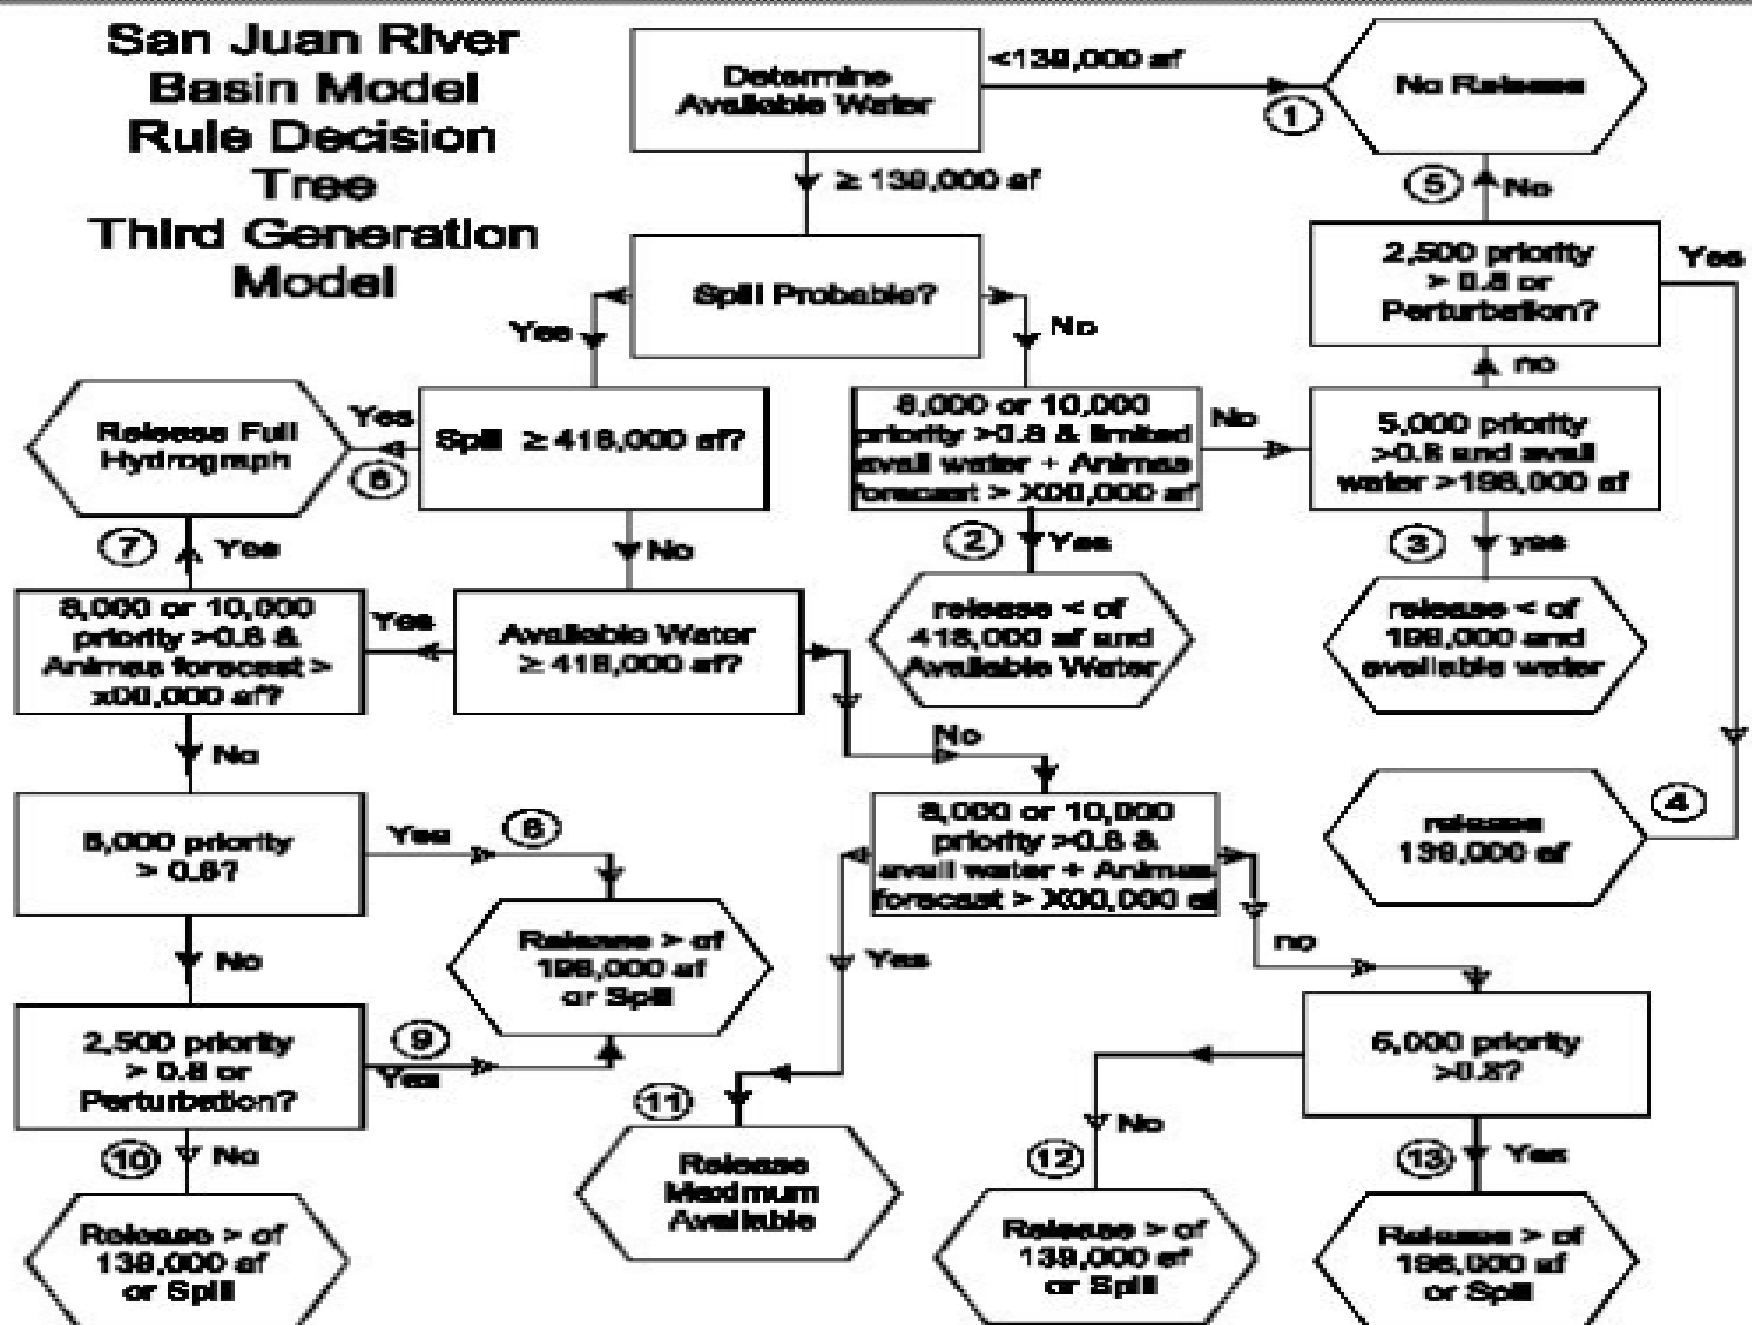 San Juan River
Basin Model
Rule Decision
Tree
Third Generation
Model
Determine
Available Water
<139,000 af
1
No Release
≥ 139,000 af
5
No
Spill Probable?
2,500 priority
> 0.8 or
Perturbation?
Yes
Yes
No
no
Release Full
Hydrograph
Yes
6
Spill ≥ 418,000 af?
8,000 or 10,000
priority >0.8 & limited
avail water + Animas
forecast > X00,000 af
No
5,000 priority
>0.8 and avail
water >198,000 af
7
Yes
No
2
Yes
3
yes
8,000 or 10,000
priority >0.8 &
Animas forecast >
x00,000 af?
Yes
Available Water
≥ 418,000 af?
release < of
418,000 af and
Available Water
release < of
198,000 and
available water
No
No
5,000 priority
> 0.8?
Yes
8
8,000 or 10,000
priority >0.8 &
avail water + Animas
forecast > X00,000 af
release
139,000 af
4
No
Release > of
198,000 af
or Spill
Yes
no
2,500 priority
> 0.8 or
Perturbation?
9
Yes
5,000 priority
>0.8?
10
No
11
Release
Maximum
Available
12
No
13
Yes
Release > of
139,000 af
or Spill
Release > of
139,000 af
or Spill
Release > of
198,000 af
or Spill